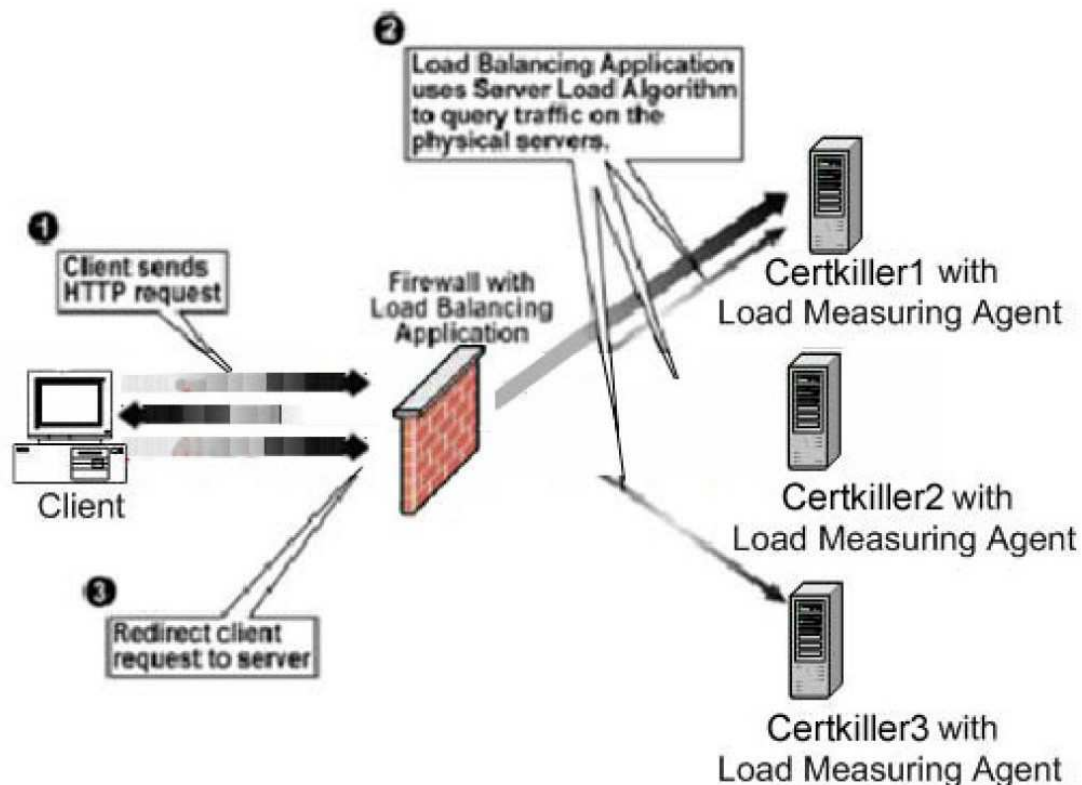 2
Load Balancing Application
uses Server Load Algorithm
to query traffic on the
physical servers.
1
Client sends
HTTP request
Firewall with
Load Balancing
Application
Certkiller1 with
Load Measuring Agent
Client
Certkiller2 with
Load Measuring Agent
3
Redirect client
request to server
Certkiller3 with
Load Measuring Agent